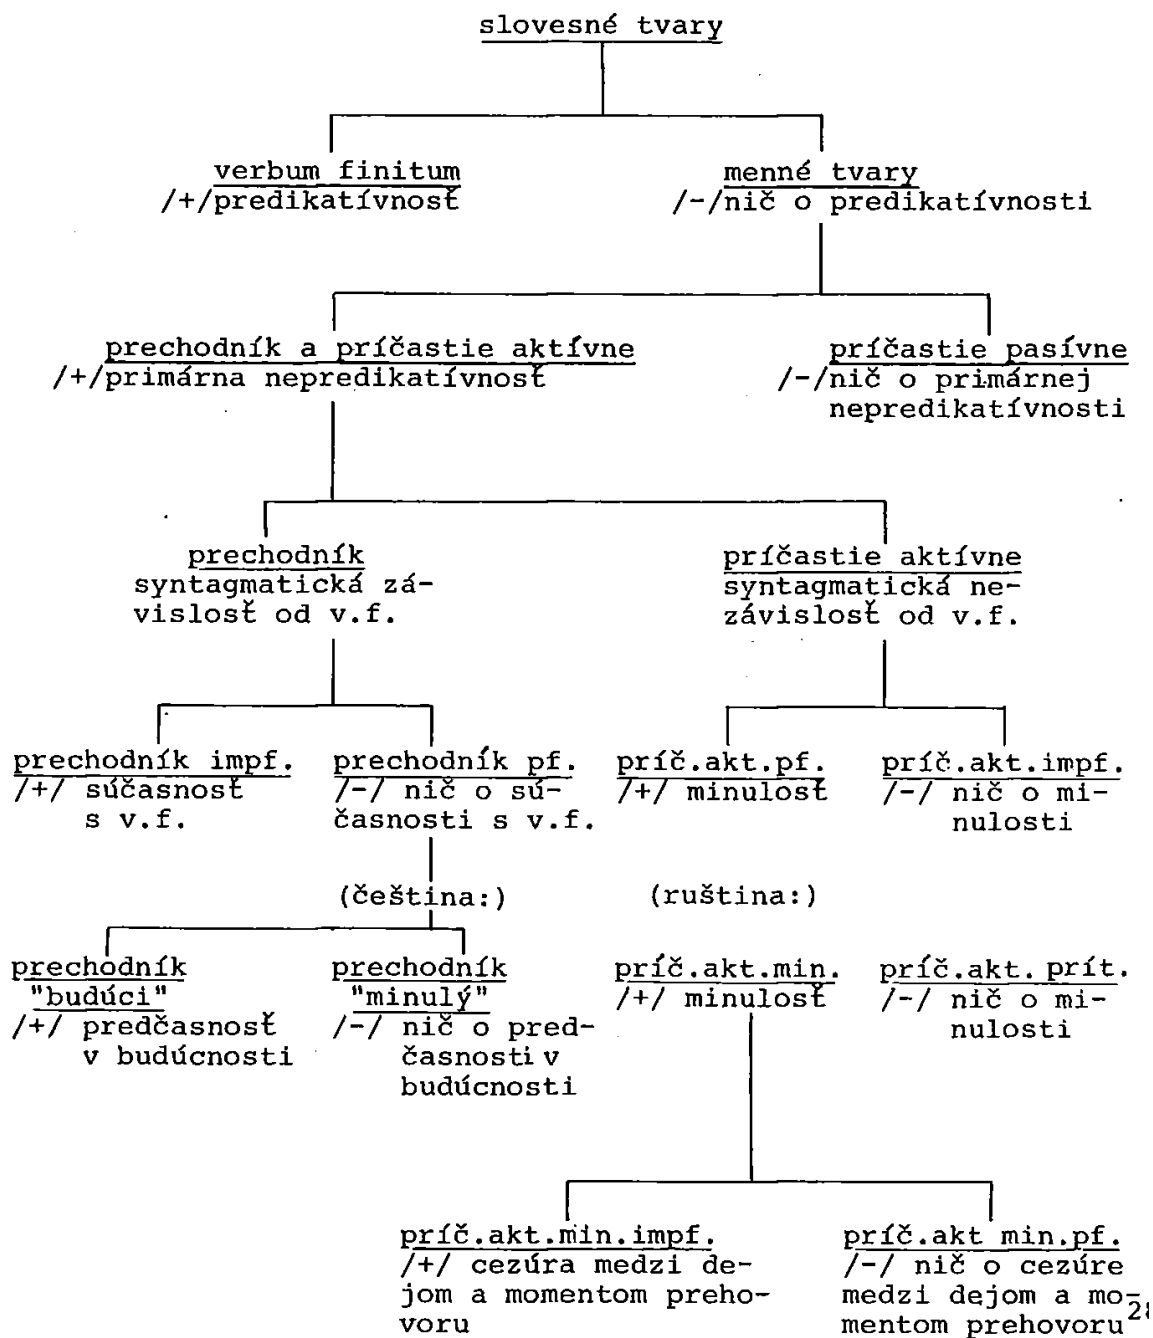 slovesné tvary
verbum finitum
/+/predikatívnosť
menné tvary
/-/nič o predikatívnosti
prechodník a príčastie aktívne
/+/primárna nepredikatívnosť
príčastie pasívne
/-/nič o primárnej
nepredikatívnosti
prechodník
syntagmatická zá-
vislosť od v.f.
príčastie aktívne
syntagmatická ne-
závislosť od v.f.
prechodník impf.
/+/ súčasnosť
s v.f.
prechodník pf.
/-/ nič o sú-
časnosti s v.f.
príč.akt.pf.
/+/ minulosť
príč.akt.impf.
/-/ nič o mi-
nulosti
(čeština:)
(ruština:)
prechodník
"budúci"
/+/ predčasnosť
v budúcnosti
prechodník
"minulý"
/-/ nič o pred-
časnosti v
budúcnosti
príč.akt.min.
/+/ minulosť
príč.akt. prít.
/-/ nič o mi-
nulosti
príč.akt.min.impf.
/+/ cezúra medzi de-
jom a momentom preho-
voru
príč.akt min.pf.
/-/ nič o cezúre
medzi dejom a mo-
mentom prehovoru28